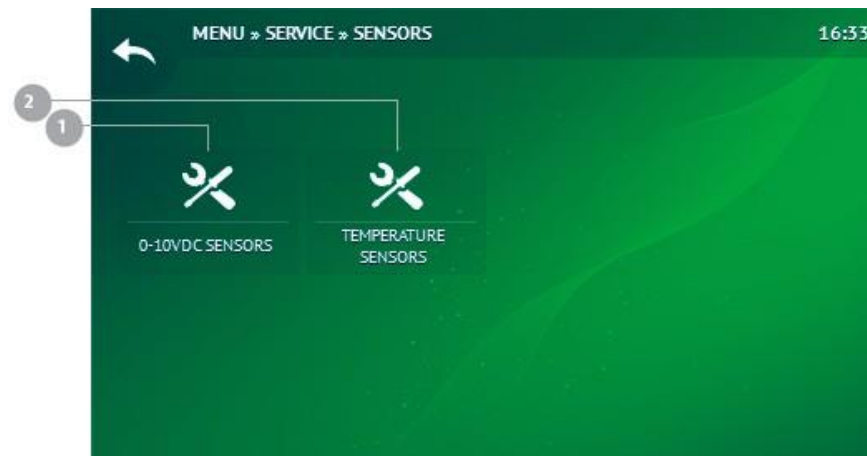 MENU » SERVICE » SENSORS
16:33
2
1
0-10VDC SENSORS
TEMPERATURE
SENSORS